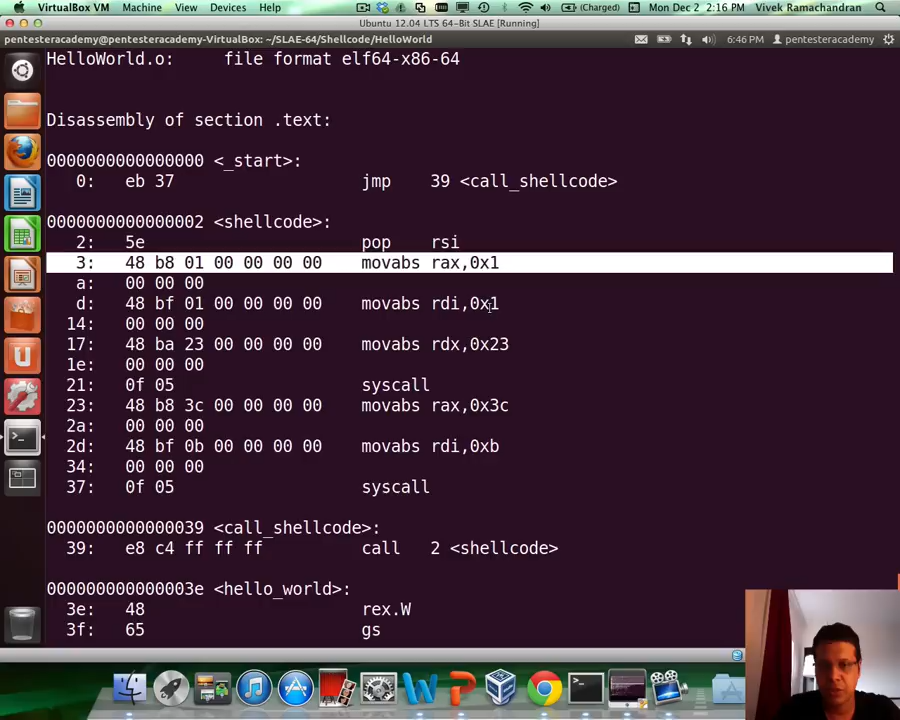 VirtualBox VM Machine View Devices Help (Charged) Mon Dec 2 2:16 PM Vivek Ramachandran
Ubuntu 12.04 LTS 64-Bit SLAE [Running]
pentesteracademy@pentesteracademy-VirtualBox: ~/SLAE-64/Shellcode/HelloWorld 6:46 PM pentesteracademy
HelloWorld.o: file format elf64-x86-64
Disassembly of section .text:
0000000000000000 <_start>:
0: eb 37 jmp 39 <call_shellcode>
0000000000000002 <shellcode>:
2: 5e pop rsi
3: 48 b8 01 00 00 00 00 movabs rax,0x1
a: 00 00 00
d: 48 bf 01 00 00 00 00 movabs rdi,0x1
14: 00 00 00
17: 48 ba 23 00 00 00 00 movabs rdx,0x23
1e: 00 00 00
21: 0f 05 syscall
23: 48 b8 3c 00 00 00 00 movabs rax,0x3c
2a: 00 00 00
2d: 48 bf 0b 00 00 00 00 movabs rdi,0xb
34: 00 00 00
37: 0f 05 syscall
0000000000000039 <call_shellcode>:
39: e8 c4 ff ff ff call 2 <shellcode>
000000000000003e <hello_world>:
3e: 48 rex.W
3f: 65 gs